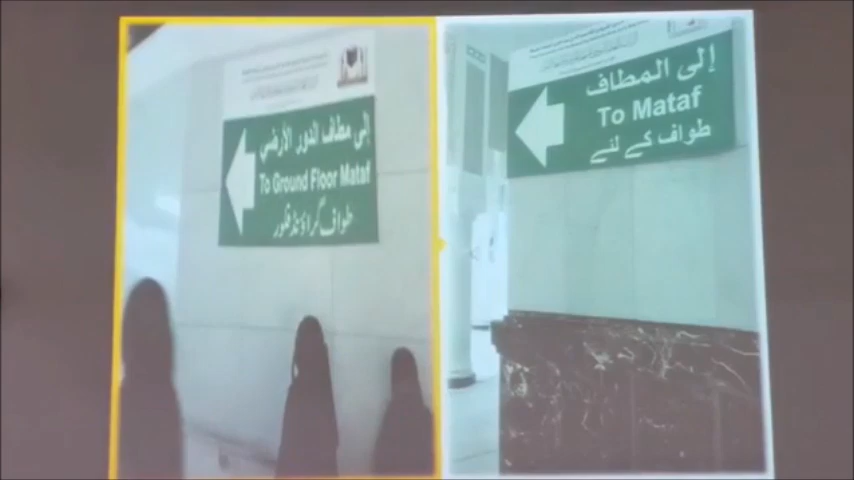 إلى مطاف الدور الأرضي
To Ground Floor Mataf
طواف گراؤنڈ فلور
إلى المطاف
To Mataf
طواف کے لئے